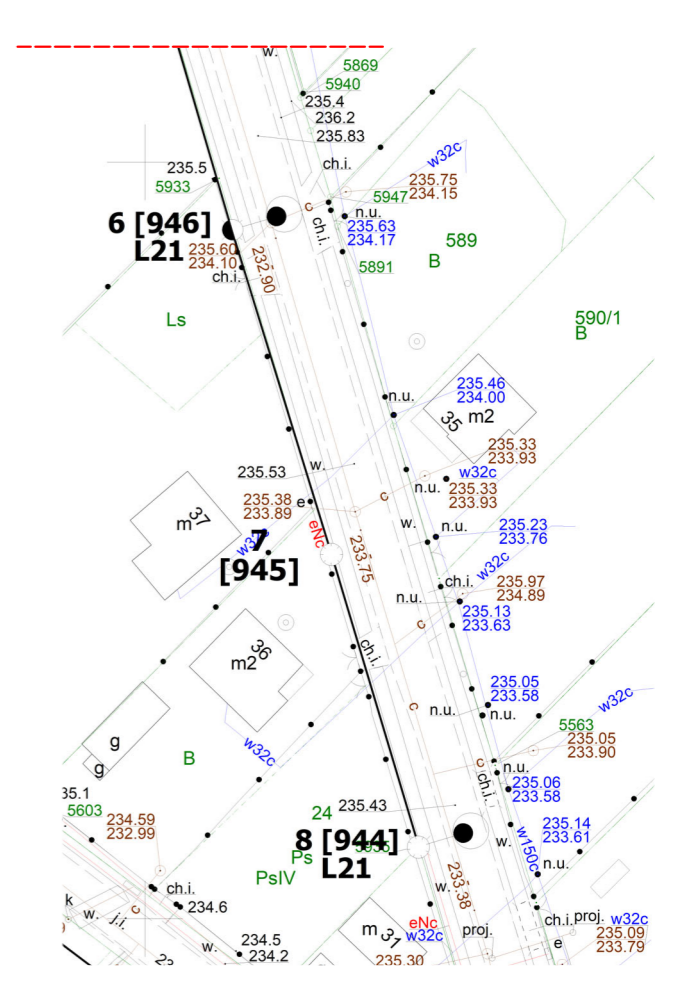 w.
5869
5940
235.4
236.2
235.83
ch.i.
w32c
235.5
5933
235.75
234.15
5947
c
n.u.
ch.i.
235.63
234.17
6 [946]
L21
235.60
234.10
ch.i.
232.90
5891
589
B
Ls
590/1
B
n.u.
235.46
234.00
35
m2
235.33
233.93
235.53
w.
w32c
n.u.
235.33
233.93
235.38
233.89
e
c
37
m
eNc
w32c
7
[945]
233.75
w.
n.u.
235.23
233.76
w32c
ch.i.
235.97
234.89
n.u.
235.13
233.63
c
36
m2
ch.i.
235.05
233.58
c
n.u.
n.u.
w32c
5563
235.05
233.90
g
g
B
w32c
c
n.u.
ch.i.
235.06
233.58
35.1
5603
24
235.43
234.59
232.99
8 [944]
L21
Ps
PsIV
w.
w150c
235.14
233.61
n.u.
233.38
w.
k
w.
ch.i.
c
j.i.
234.6
w.
234.5
234.2
m
31
eNc
w32c
235.30
proj.
ch.i.
proj.
w32c
e
235.09
233.79